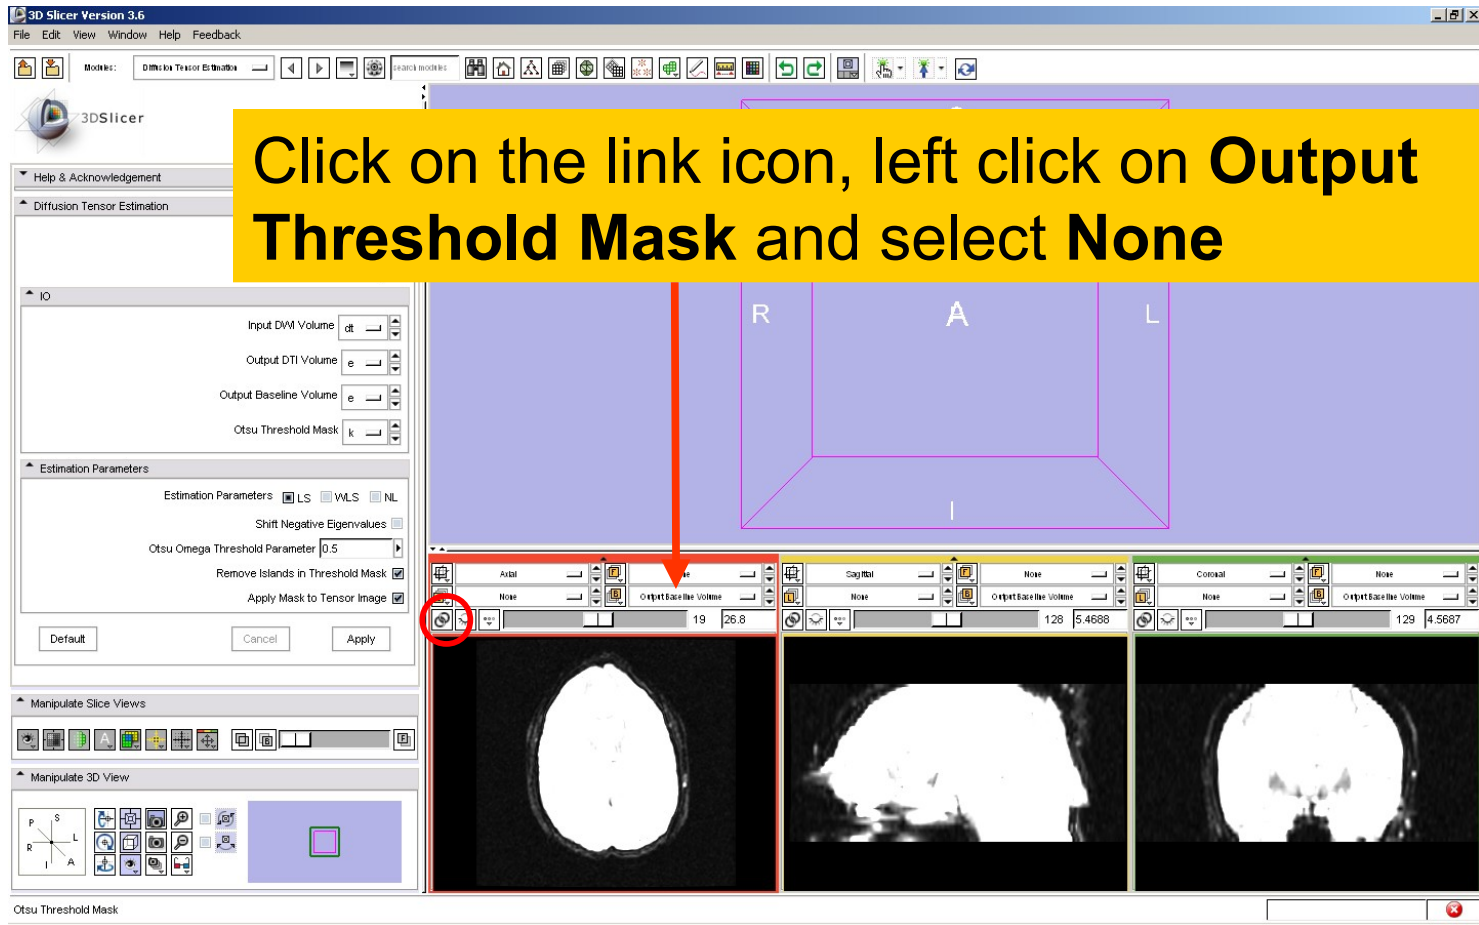 3D Slicer Version 3.6
File Edit View Window Help Feedback
Modules: Diffusion Tensor Estimation search modules
3DSlicer
Click on the link icon, left click on Output
Threshold Mask and select None
Help & Acknowledgement
Diffusion Tensor Estimation
IO
Input DWI Volume dt
Output DTI Volume e
Output Baseline Volume e
Otsu Threshold Mask k
Estimation Parameters
Estimation Parameters LS WLS NL
Shift Negative Eigenvalues
Otsu Omega Threshold Parameter 0.5
Remove Islands in Threshold Mask
Apply Mask to Tensor Image
Default Cancel Apply
Manipulate Slice Views
Manipulate 3D View
P S L R I A
R A L
I
Axial
None Output Baseline Volume
19 26.8
Sagittal None
None Output Baseline Volume
128 5.4688
Coronal None
None Output Baseline Volume
129 4.5687
Otsu Threshold Mask